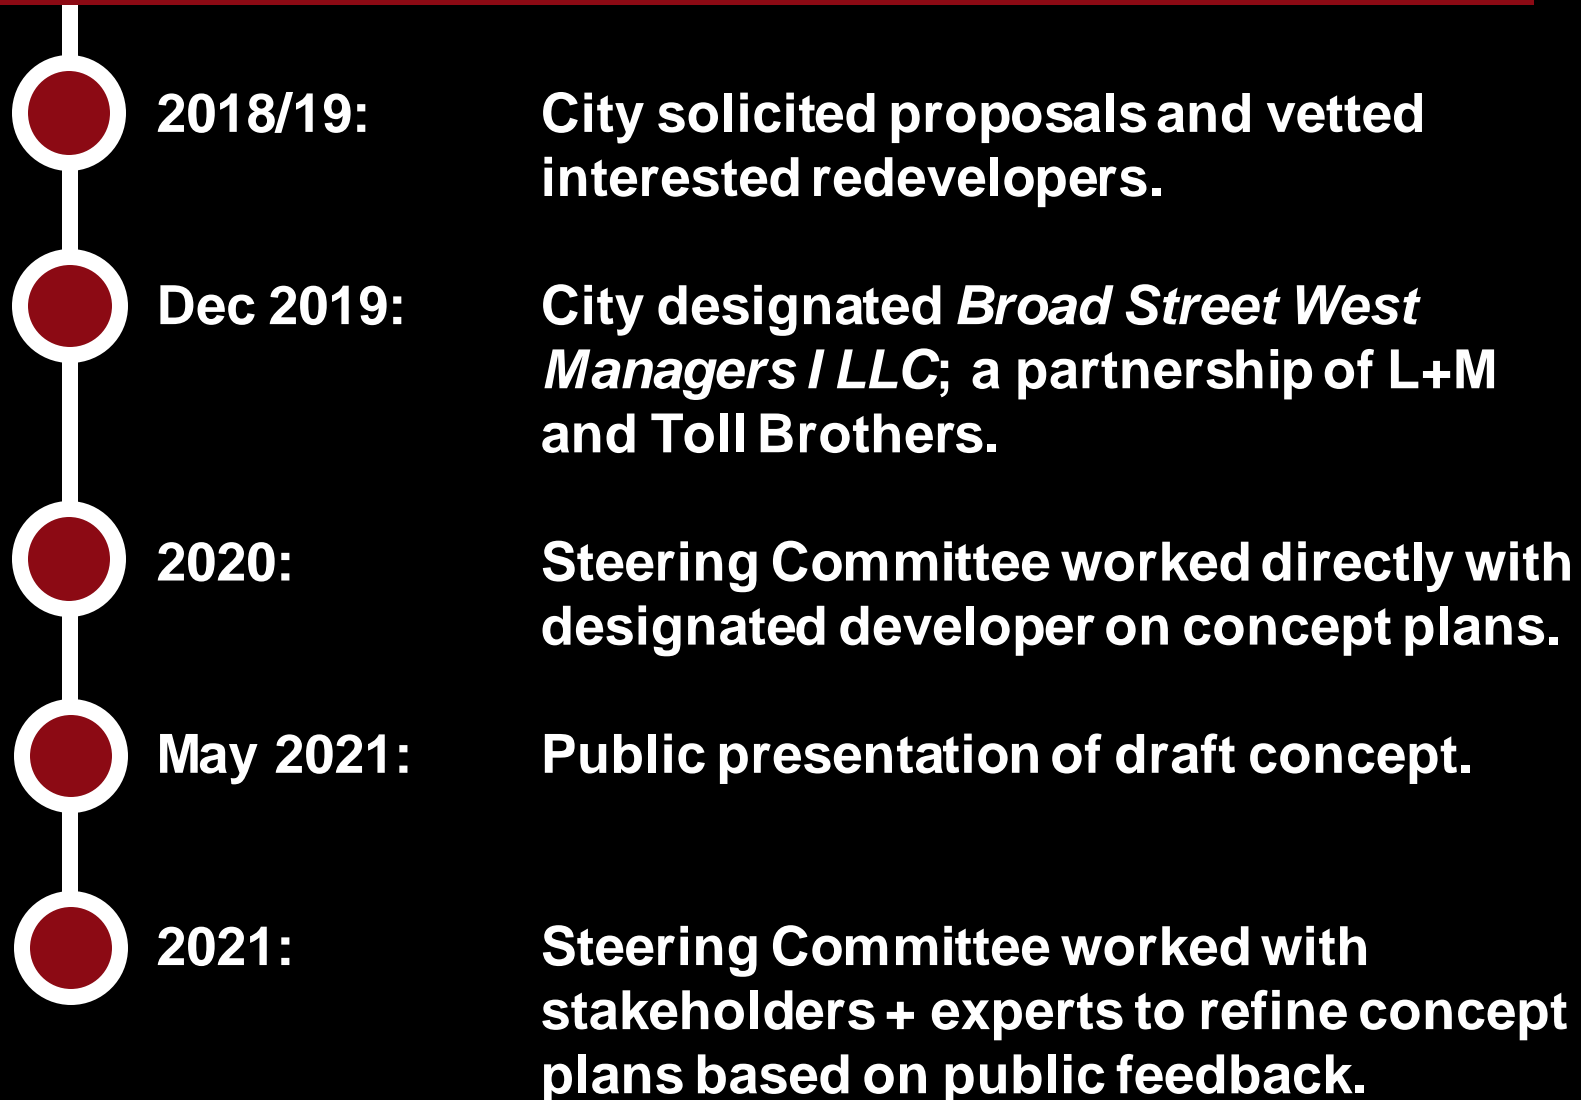 2018/19: City solicited proposals and vetted
interested redevelopers.
Dec 2019: City designated Broad Street West
Managers I LLC; a partnership of L+M
and Toll Brothers.
2020: Steering Committee worked directly with
designated developer on concept plans.
May 2021: Public presentation of draft concept.
2021: Steering Committee worked with
stakeholders + experts to refine concept
plans based on public feedback.